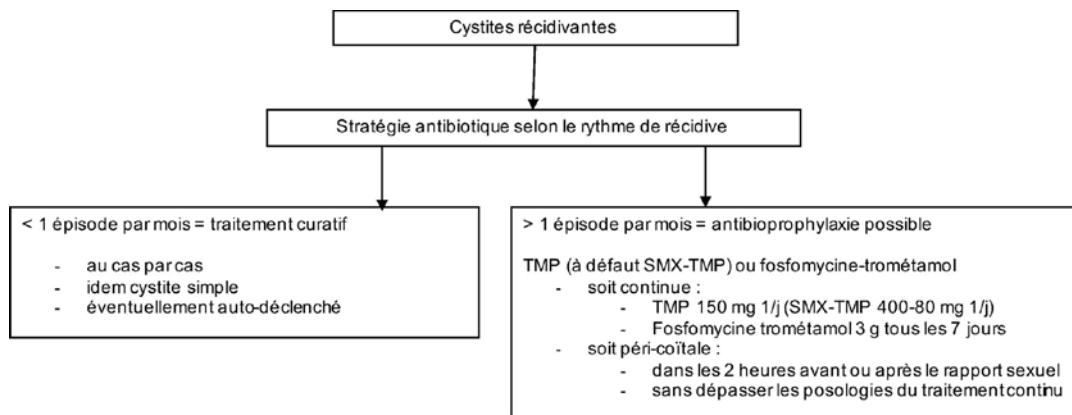 Cystites récidivantes
Stratégie antibiotique selon le rythme de récidive
< 1 épisode par mois = traitement curatif
- au cas par cas
- idem cystite simple
- éventuellement auto-déclenché
> 1 épisode par mois = antibioprophylaxie possible
TMP (à défaut SMX-TMP) ou fosfomycine-trométamol
- soit continue :
- TMP 150 mg 1/j (SMX-TMP 400-80 mg 1/j)
- Fosfomycine trométamol 3 g tous les 7 jours
- soit péri-coïtale :
- dans les 2 heures avant ou après le rapport sexuel
- sans dépasser les posologies du traitement continu